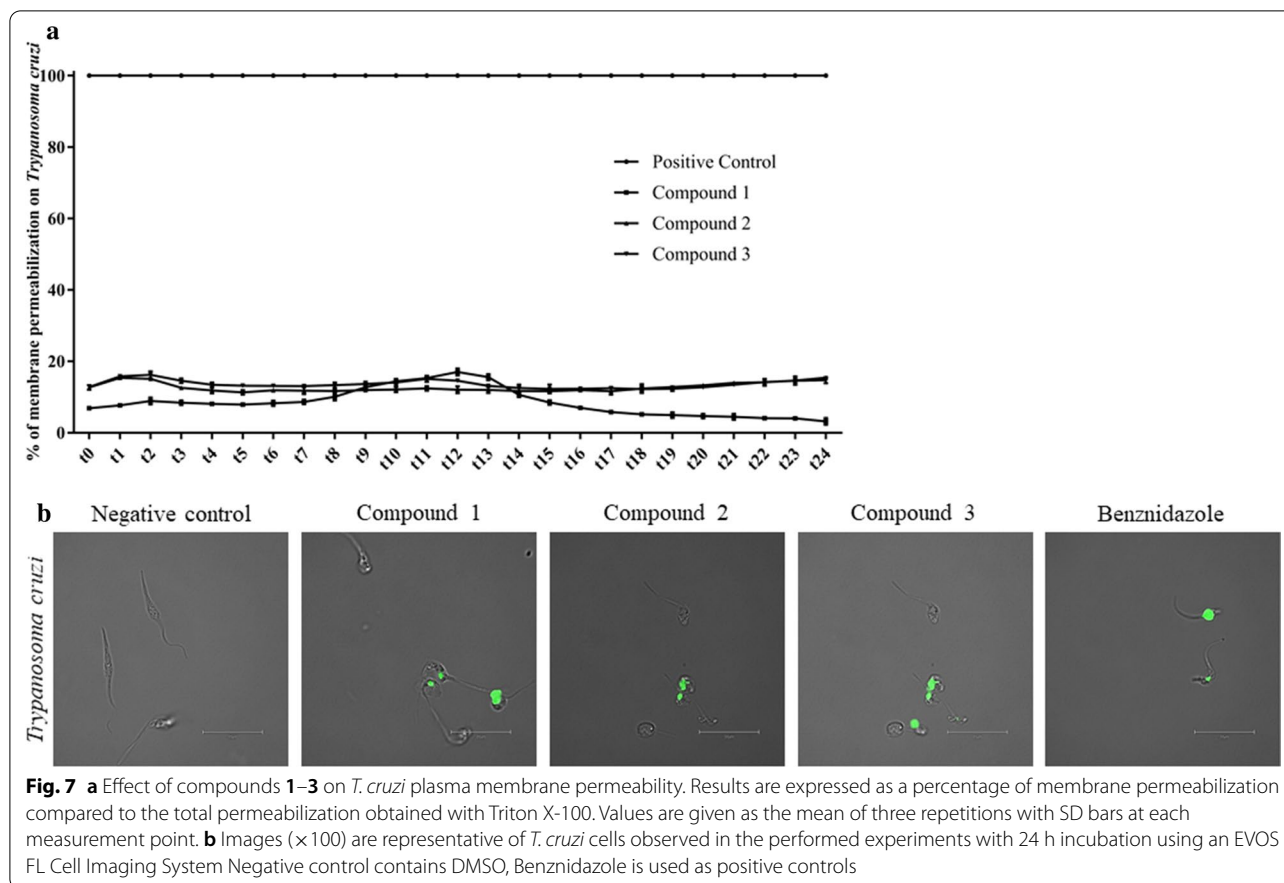 a
% of membrane permeabilization on Trypanosoma cruzi
100
80
60
40
20
0
Positive Control
Compound 1
Compound 2
Compound 3
t0 t1 t2 t3 t4 t5 t6 t7 t8 t9 t10 t11 t12 t13 t14 t15 t16 t17 t18 t19 t20 t21 t22 t23 t24
b
Negative control Compound 1 Compound 2 Compound 3 Benznidazole
Trypanosoma cruzi
Fig. 7 a Effect of compounds 1–3 on T. cruzi plasma membrane permeability. Results are expressed as a percentage of membrane permeabilization
compared to the total permeabilization obtained with Triton X-100. Values are given as the mean of three repetitions with SD bars at each
measurement point. b Images (×100) are representative of T. cruzi cells observed in the performed experiments with 24 h incubation using an EVOS
FL Cell Imaging System Negative control contains DMSO, Benznidazole is used as positive controls